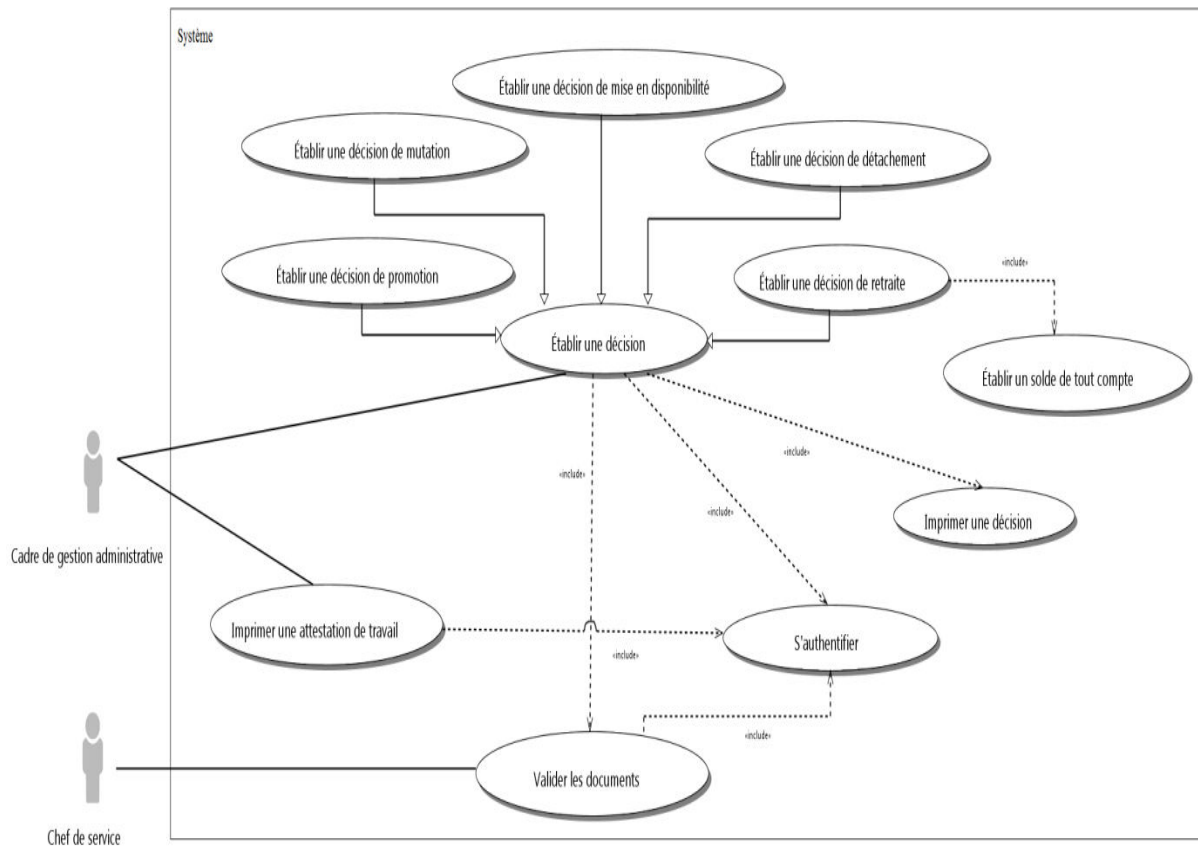 Système
Établir une décision de mise en disponibilité
Établir une décision de mutation
Établir une décision de détachement
Établir une décision de promotion
Établir une décision de retraite
«include»
Établir une décision
Établir un solde de tout compte
«include»
«include»
«include»
Imprimer une décision
Cadre de gestion administrative
Imprimer une attestation de travail
S'authentifier
«include»
«include»
Valider les documents
Chef de service